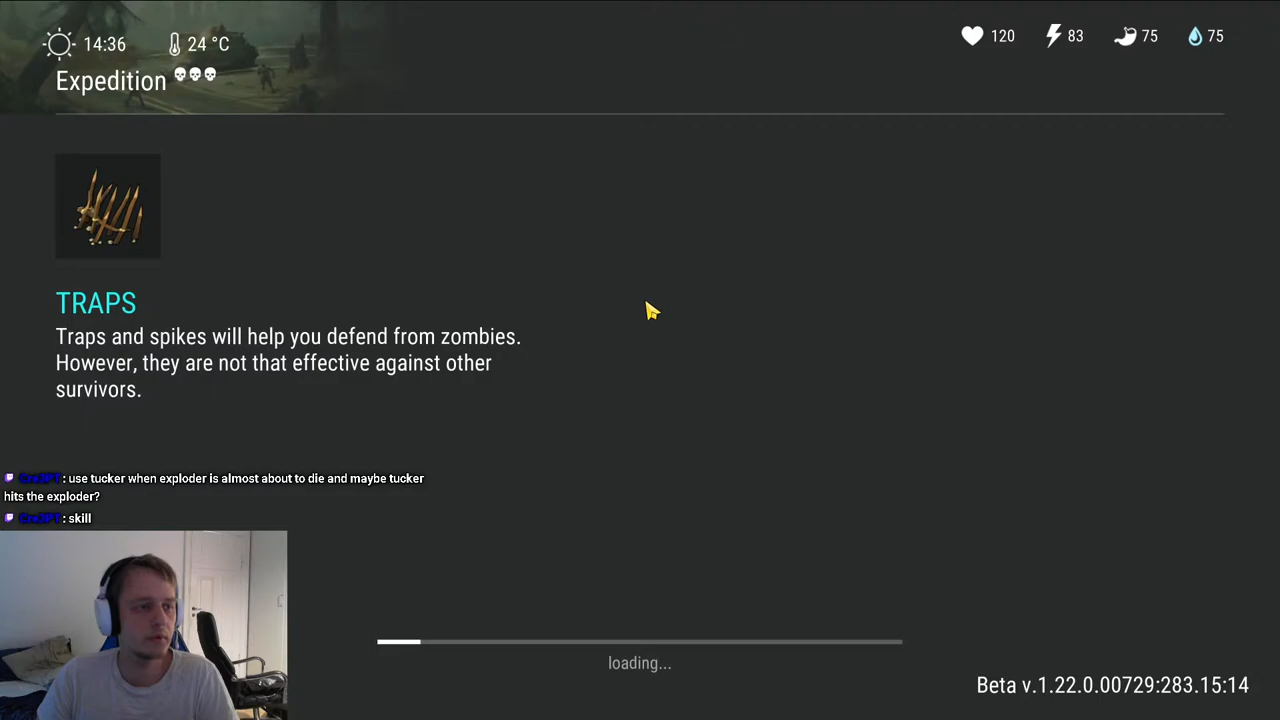 14:36 24 °C 120 83 75 75
Expedition
TRAPS
Traps and spikes will help you defend from zombies.
However, they are not that effective against other
survivors.
: use tucker when exploder is almost about to die and maybe tucker
hits the exploder?
: skill
loading...
Beta v.1.22.0.00729:283.15:14